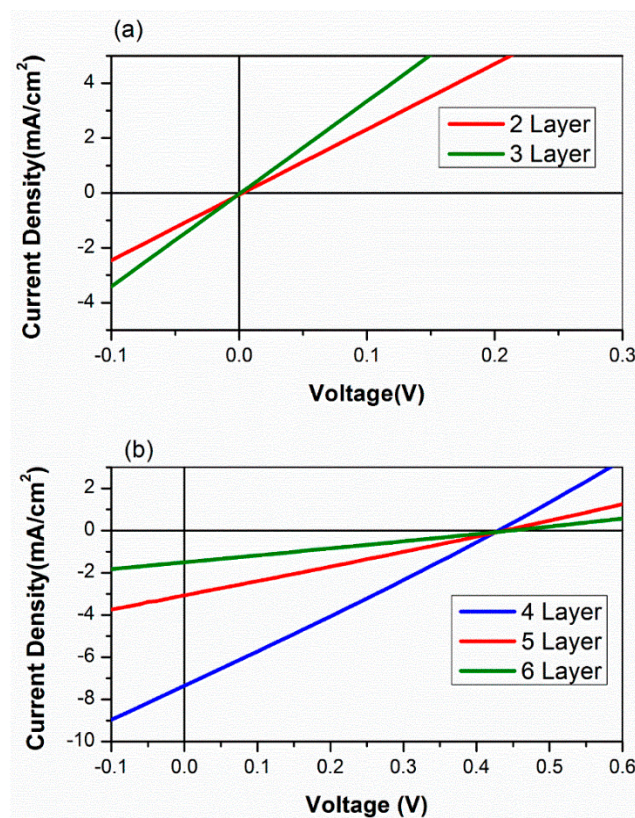 (a)
Current Density(mA/cm²)
4
2
0
-2
-4
2 Layer
3 Layer
-0.1 0.0 0.1 0.2 0.3
Voltage(V)
(b)
Current Density(mA/cm²)
2
0
-2
-4
-6
-8
-10
4 Layer
5 Layer
6 Layer
-0.1 0.0 0.1 0.2 0.3 0.4 0.5 0.6
Voltage (V)